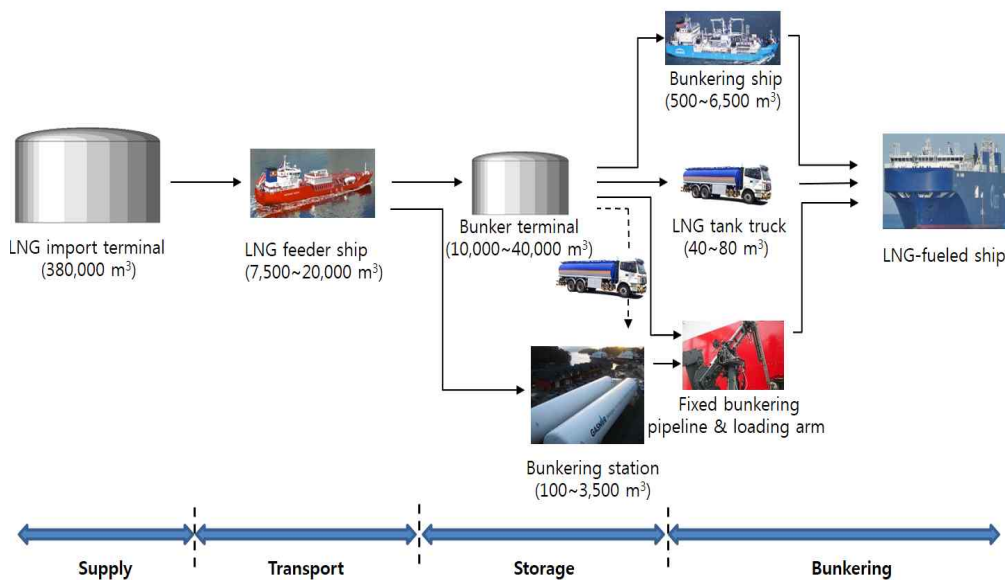 Bunkering ship
(500~6,500 m³)
LNG import terminal
(380,000 m³)
LNG feeder ship
(7,500~20,000 m³)
Bunker terminal
(10,000~40,000 m³)
LNG tank truck
(40~80 m³)
LNG-fueled ship
GASNOR
Fixed bunkering
pipeline & loading arm
Bunkering station
(100~3,500 m³)
Supply
Transport
Storage
Bunkering